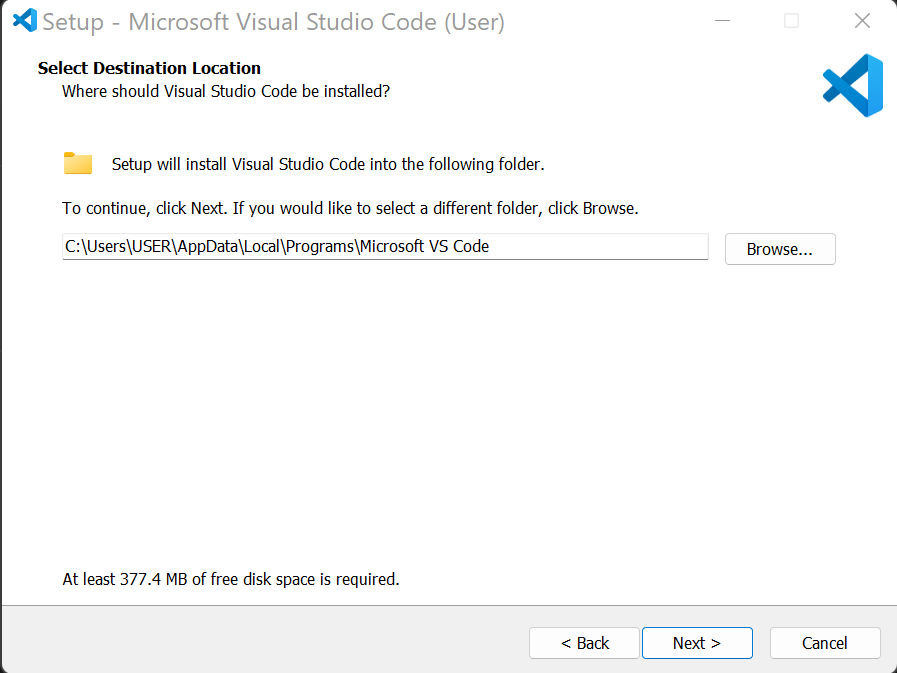 Setup - Microsoft Visual Studio Code (User)
Select Destination Location
Where should Visual Studio Code be installed?
Setup will install Visual Studio Code into the following folder.
To continue, click Next. If you would like to select a different folder, click Browse.
C:\Users\USER\AppData\Local\Programs\Microsoft VS Code
Browse...
At least 377.4 MB of free disk space is required.
< Back
Next >
Cancel